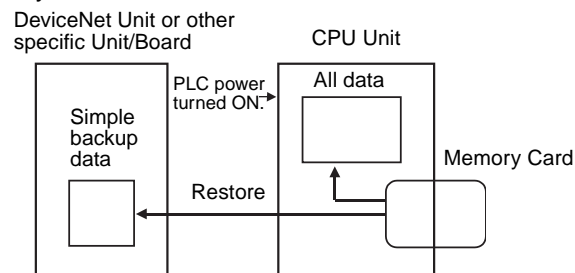 DeviceNet Unit or other
specific Unit/Board
CPU Unit
PLC power
turned ON.
All data
Simple
backup
data
Memory Card
Restore